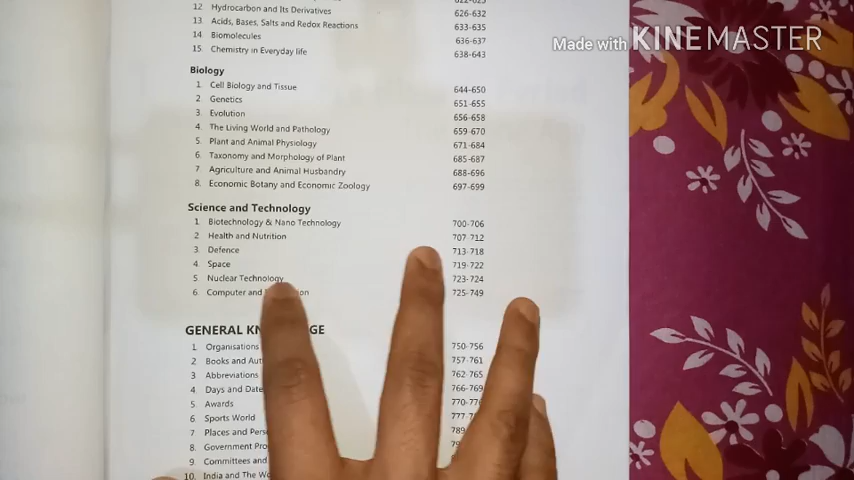 Made with KINEMASTER
12 Hydrocarbon and Its Derivatives 626-632
13. Acids, Bases, Salts and Redox Reactions 633-635
14 Biomolecules 636-637
15. Chemistry in Everyday life 638-643
Biology
1. Cell Biology and Tissue 644-650
2 Genetics 651-655
3. Evolution 656-658
4. The Living World and Pathology 659-670
5. Plant and Animal Physiology 671-684
6. Taxonomy and Morphology of Plant 685-687
7. Agriculture and Animal Husbandry 688-696
8. Economic Botany and Economic Zoology 697-699
Science and Technology
1. Biotechnology & Nano Technology 700-706
2 Health and Nutrition 707-712
3. Defence 713-718
4. Space 719-722
5 Nuclear Technology 723-724
6. Computer and 725-749
GENERAL
1 Organisations 750-756
2 Books and 757-761
3 Abbreviations 762-765
4. Days and 766-769
5. Awards
6. Sports World
7. Places and
8. Government
9. Committees and
10. India and The